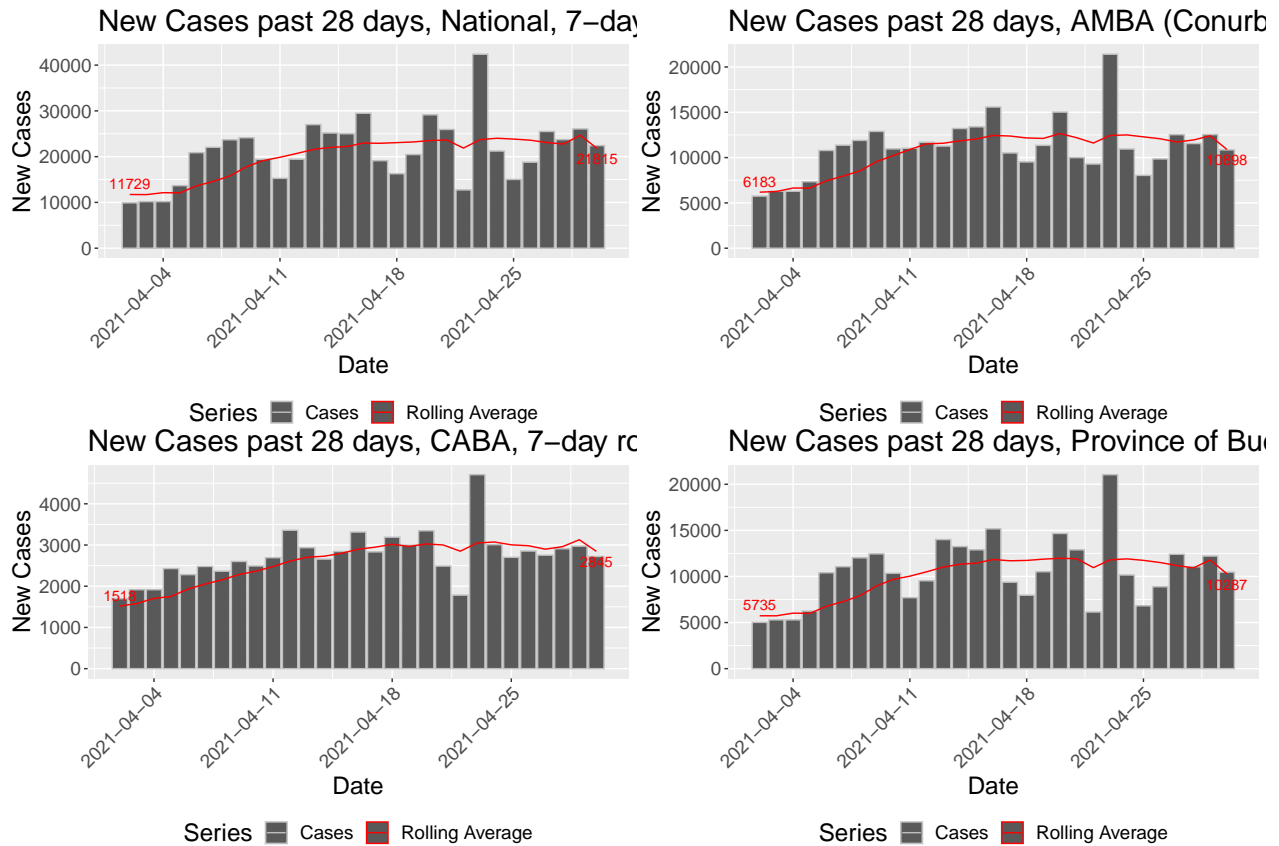 New Cases past 28 days, National, 7−day
New Cases
40000
30000
20000
10000
0
11729
21815
2021−04−04
2021−04−11
2021−04−18
2021−04−25
Date
Series Cases Rolling Average
New Cases past 28 days, AMBA (Conurb
New Cases
20000
15000
10000
5000
0
6183
10898
2021−04−04
2021−04−11
2021−04−18
2021−04−25
Date
Series Cases Rolling Average
New Cases past 28 days, CABA, 7−day ro
New Cases
4000
3000
2000
1000
0
1518
2845
2021−04−04
2021−04−11
2021−04−18
2021−04−25
Date
Series Cases Rolling Average
New Cases past 28 days, Province of Bue
New Cases
20000
15000
10000
5000
0
5735
10287
2021−04−04
2021−04−11
2021−04−18
2021−04−25
Date
Series Cases Rolling Average